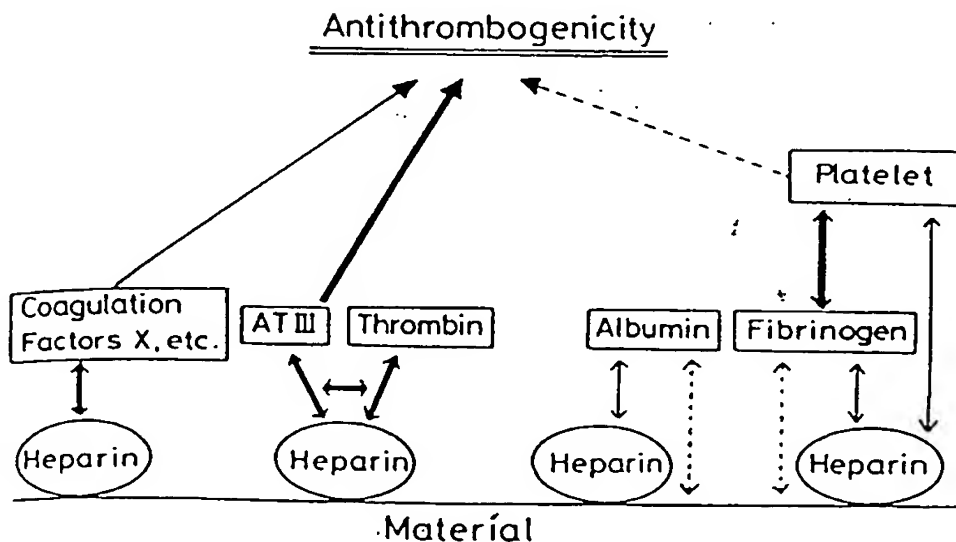 Antithrombogenicity
Platelet
Coagulation
Factors X, etc.
AT III
Thrombin
Albumin
Fibrinogen
Heparin
Heparin
Heparin
Heparin
Material